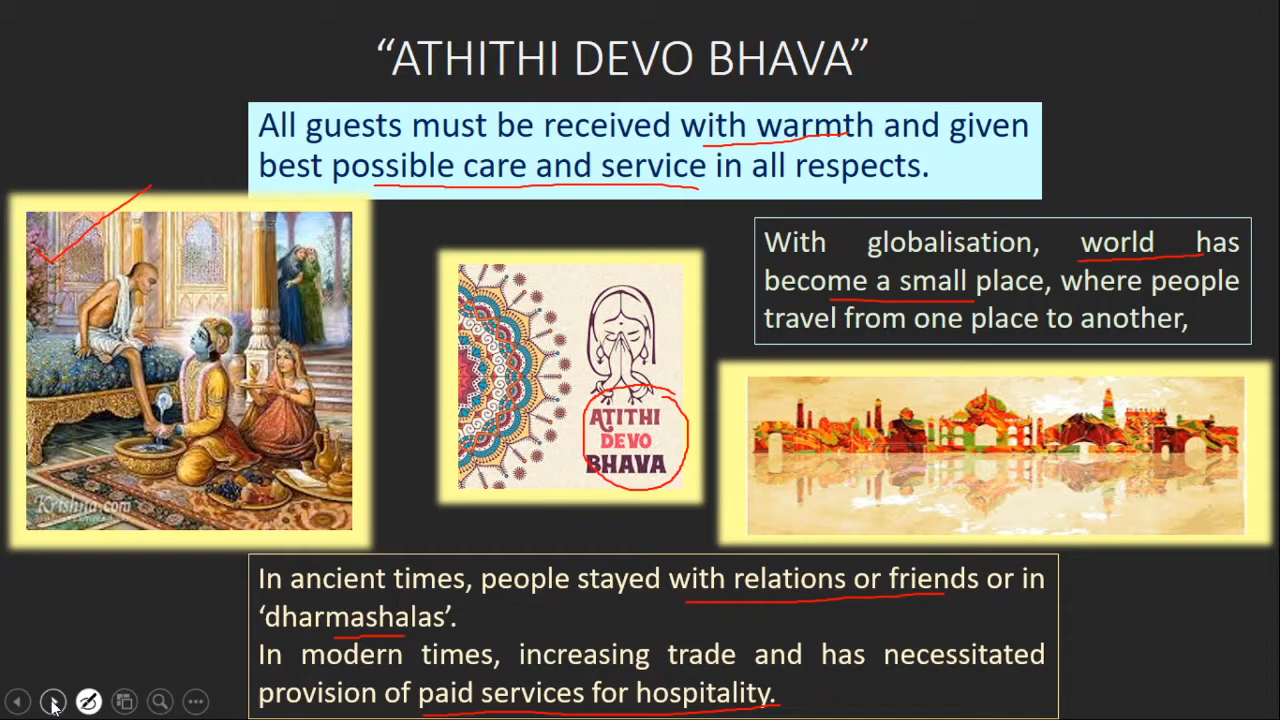 “ATHITHI DEVO BHAVA”
All guests must be received with warmth and given
best possible care and service in all respects.
With globalisation, world has
become a small place, where people
travel from one place to another,
ATITHI
DEVO
BHAVA
Krishna.com
In ancient times, people stayed with relations or friends or in
‘dharmashalas’.
In modern times, increasing trade and has necessitated
provision of paid services for hospitality.